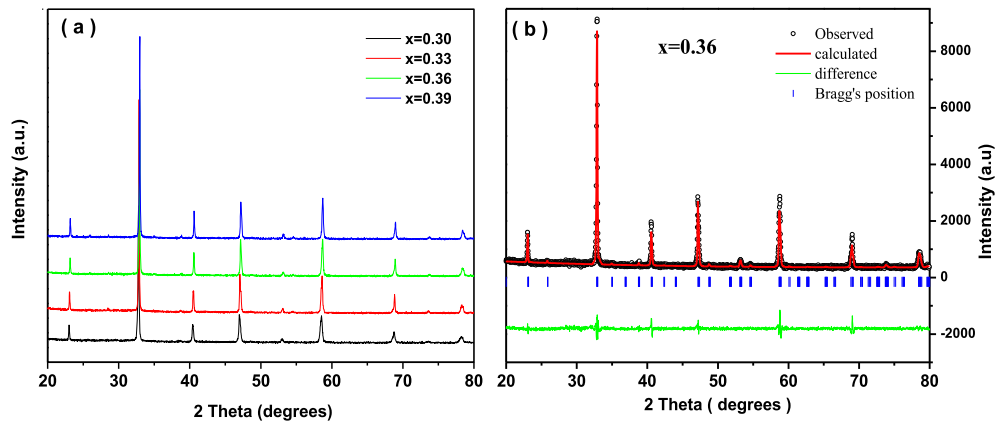 ( a )
x=0.30
x=0.33
x=0.36
x=0.39
Intensity (a.u.)
20 30 40 50 60 70 80
2 Theta (degrees)
( b )
x=0.36
Observed
calculated
difference
Bragg's position
8000
6000
4000
2000
0
-2000
Intensity (a.u)
20 30 40 50 60 70 80
2 Theta ( degrees )